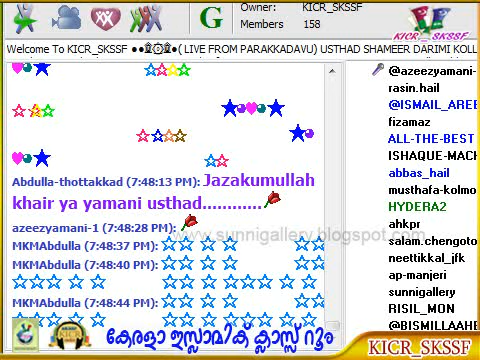 G
Owner: KICR_SKSSF
Members 158
KICR_SKSSF
Welcome To KICR_SKSSF ●●۩۞۩●( LIVE FROM PARAKKADAVU) USTHAD SHAMEER DARIMI KOLL
@azeezyamani-
rasin.hail
@ISMAIL_AREE
fizamaz
ALL-THE-BEST
ISHAQUE-MACH
abbas_hail
musthafa-kolmo
HYDERA2
ahkpr
salam.chengoto
neettikkal_jfk
ap-manjeri
sunnigallery
RISIL_MON
@BISMILLAAHE
Abdulla-thottakkad (7:48:13 PM): Jazakumullah
khair ya yamani usthad............
azeezyamani-1 (7:48:28 PM):
www.sunnigallery.blogspot.com
MKMAbdulla (7:48:37 PM): ☆☆ ☆ ☆☆☆☆☆
MKMAbdulla (7:48:40 PM): ☆☆ ☆ ☆☆☆☆☆
☆☆☆☆☆ ☆☆ ☆ ☆☆☆☆☆
MKMAbdulla (7:48:44 PM): ☆☆ ☆ ☆☆☆☆☆
കേരളാ ഇസ്ലാമിക് ക്ലാസ്സ് റൂം
KICR_SKSSF